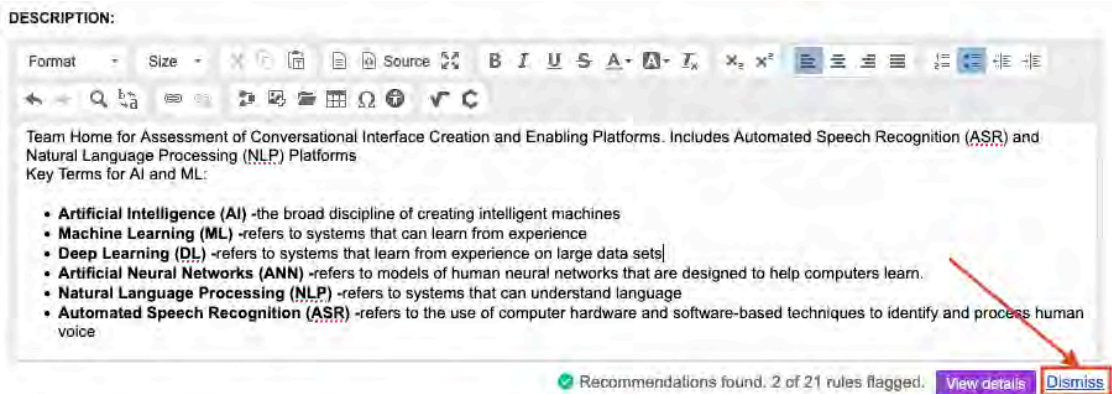 DESCRIPTION:
Format Size Source B I U S A A Tx X₂ x²
Team Home for Assessment of Conversational Interface Creation and Enabling Platforms. Includes Automated Speech Recognition (ASR) and
Natural Language Processing (NLP) Platforms
Key Terms for AI and ML:
• Artificial Intelligence (AI) -the broad discipline of creating intelligent machines
• Machine Learning (ML) -refers to systems that can learn from experience
• Deep Learning (DL) -refers to systems that learn from experience on large data sets
• Artificial Neural Networks (ANN) -refers to models of human neural networks that are designed to help computers learn.
• Natural Language Processing (NLP) -refers to systems that can understand language
• Automated Speech Recognition (ASR) -refers to the use of computer hardware and software-based techniques to identify and process human
voice
Recommendations found. 2 of 21 rules flagged. View details Dismiss